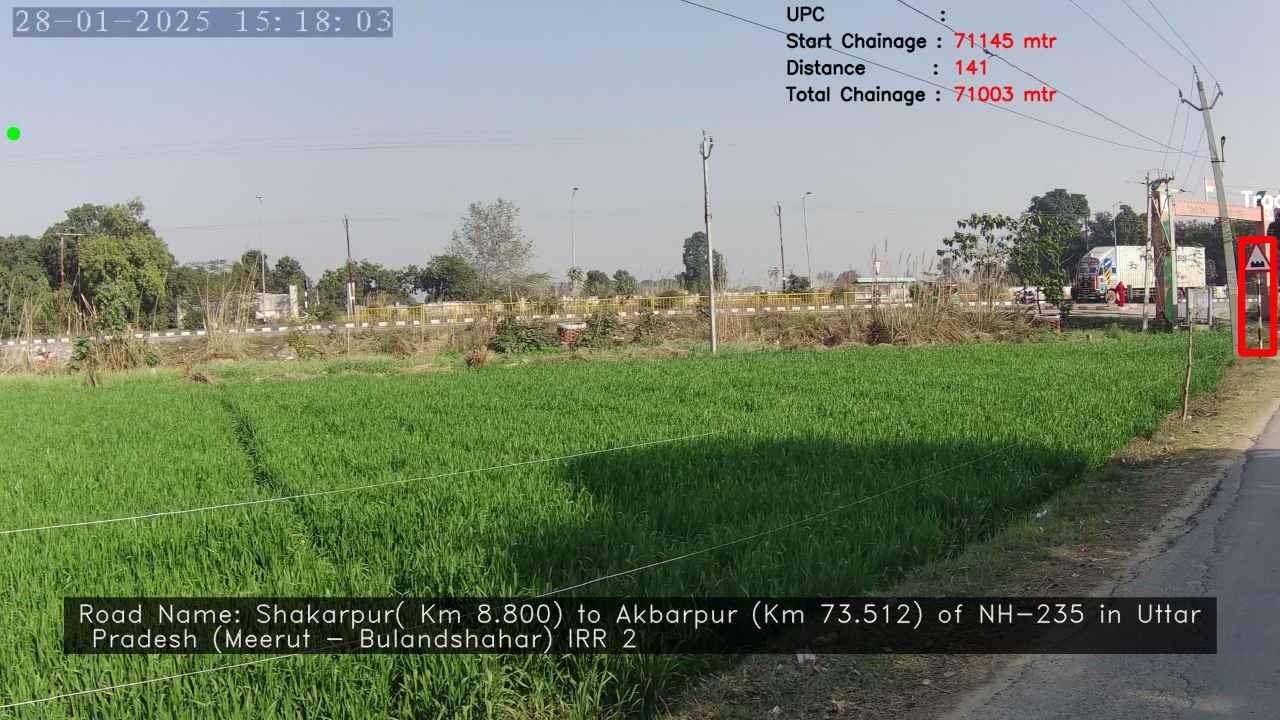 28-01-2025 15:18:03
UPC :
Start Chainage : 71145 mtr
Distance : 141
Total Chainage : 71003 mtr
Road Name: Shakarpur( Km 8.800) to Akbarpur (Km 73.512) of NH-235 in Uttar
Pradesh (Meerut - Bulandshahar) IRR 2